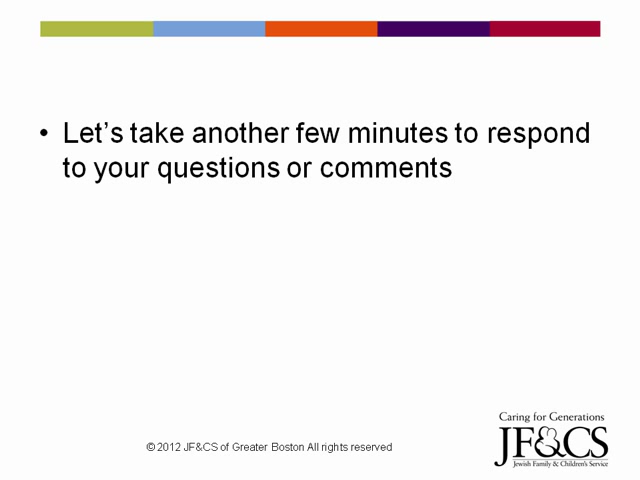 • Let’s take another few minutes to respond
to your questions or comments
Caring for Generations
JF&CS
Jewish Family & Children's Service
© 2012 JF&CS of Greater Boston All rights reserved